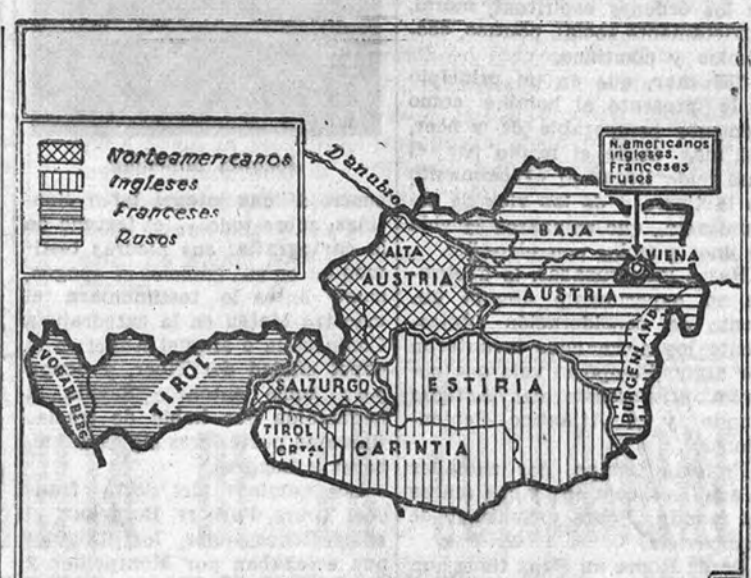 Norteamericanos
Ingleses
Franceses
Rusos
Danubio
N.americanos
ingleses.
Franceses
rusos
BAJA
VIENA
ALTA
AUSTRIA
AUSTRIA
BURGENLAND
VORARLBERG
TIROL
SALZURGO
ESTIRIA
TIROL
CARINTIA